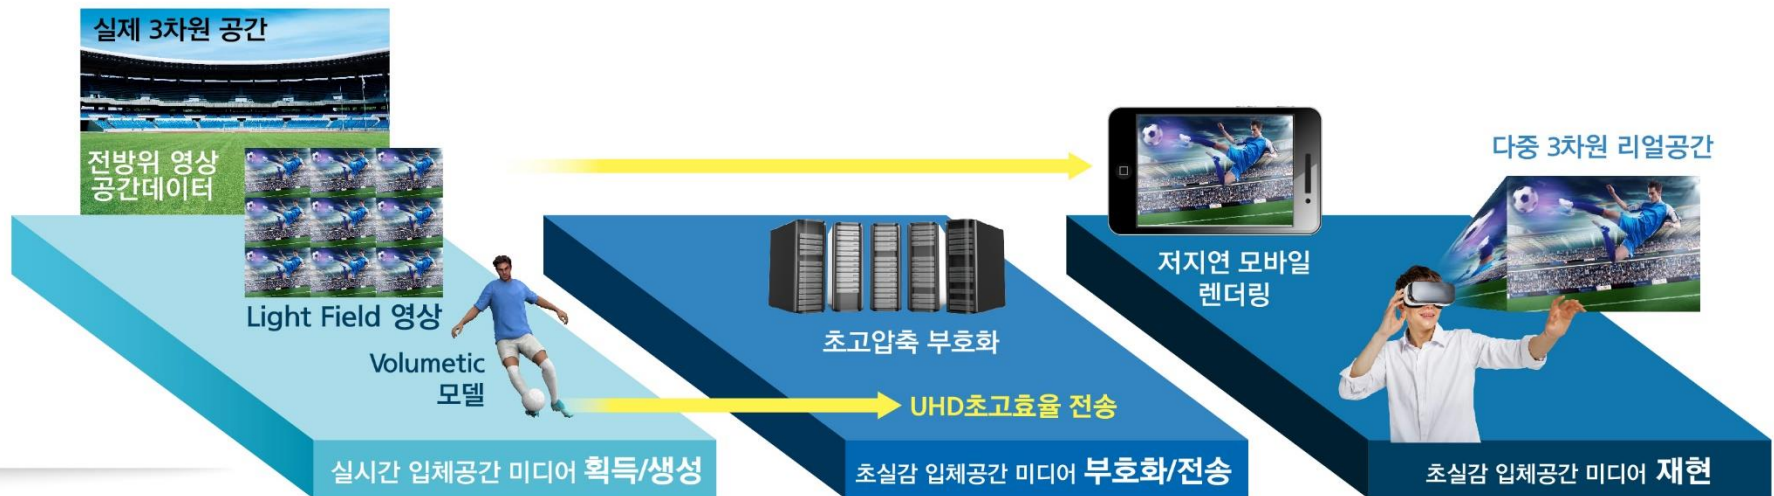 실제 3차원 공간
전방위 영상
공간데이터
Light Field 영상
Volumetic
모델
실시간 입체공간 미디어 획득/생성
초고압축 부호화
UHD초고효율 전송
초실감 입체공간 미디어 부호화/전송
저지연 모바일
렌더링
다중 3차원 리얼공간
초실감 입체공간 미디어 재현